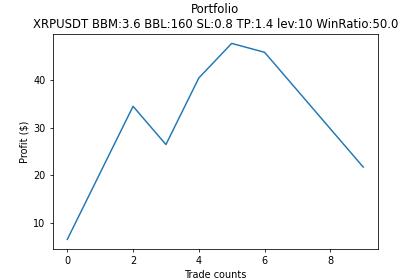 Portfolio
XRPUSDT BBM:3.6 BBL:160 SL:0.8 TP:1.4 lev:10 WinRatio:50.0
40
30
20
10
Profit ($)
0 2 4 6 8
Trade counts